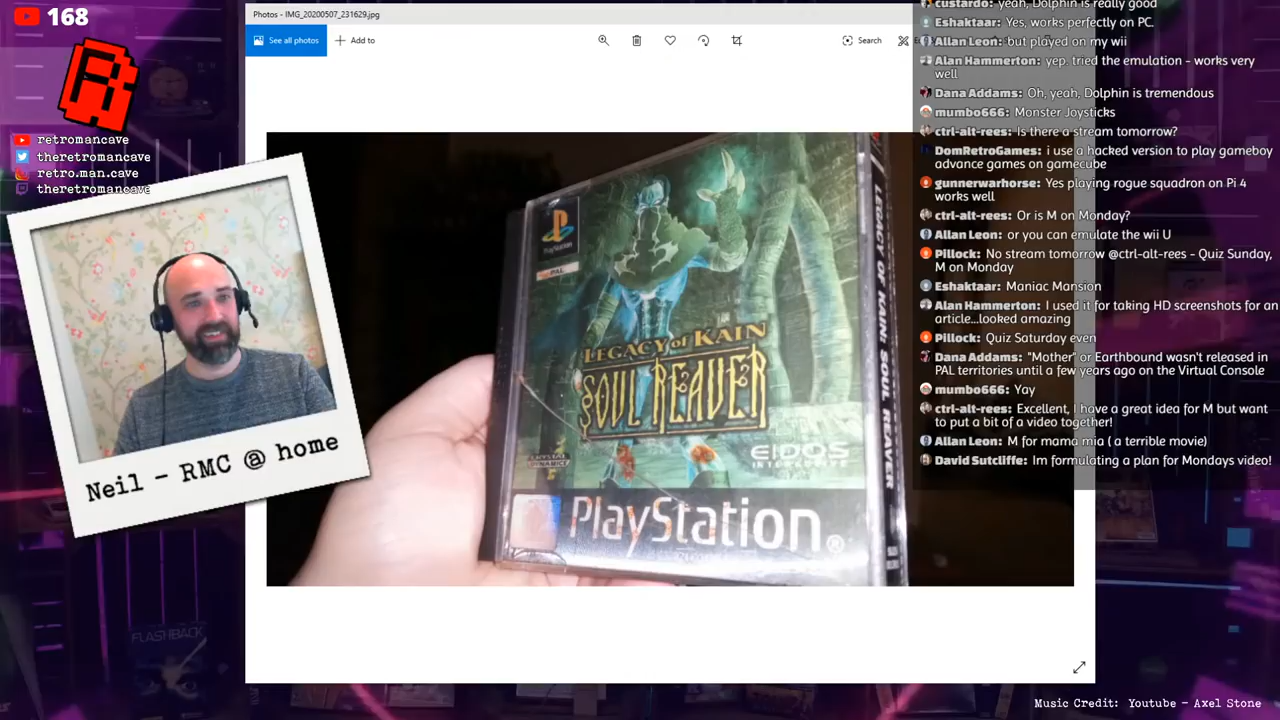 168
R
retromancave
theretromancave
retro.man.cave
theretromancave
Neil - RMC @ home
Photos - IMG_20200507_231629.jpg
See all photos
Add to
Search
PlayStation
PAL
LEGACY of KAIN
SOUL REAVER
CRYSTAL DYNAMICS
EIDOS
INTERACTIVE
PlayStation®
LEGACY OF KAIN: SOUL REAVER
custardo: yeah, Dolphin is really good
Eshaktaar: Yes, works perfectly on PC.
Allan Leon: but played on my wii
Alan Hammerton: yep. tried the emulation - works very
well
Dana Addams: Oh, yeah, Dolphin is tremendous
mumbo666: Monster Joysticks
ctrl-alt-rees: Is there a stream tomorrow?
DomRetroGames: i use a hacked version to play gameboy
advance games on gamecube
gunnerwarhorse: Yes playing rogue squadron on Pi 4
works well
ctrl-alt-rees: Or is M on Monday?
Allan Leon: or you can emulate the wii U
Pillock: No stream tomorrow @ctrl-alt-rees - Quiz Sunday,
M on Monday
Eshaktaar: Maniac Mansion
Alan Hammerton: I used it for taking HD screenshots for an
article...looked amazing
Pillock: Quiz Saturday even
Dana Addams: "Mother" or Earthbound wasn't released in
PAL territories until a few years ago on the Virtual Console
mumbo666: Yay
ctrl-alt-rees: Excellent, I have a great idea for M but want
to put a bit of a video together!
Allan Leon: M for mama mia ( a terrible movie)
David Sutcliffe: Im formulating a plan for Mondays video!
FLASHBACK
Music Credit: Youtube - Axel Stone